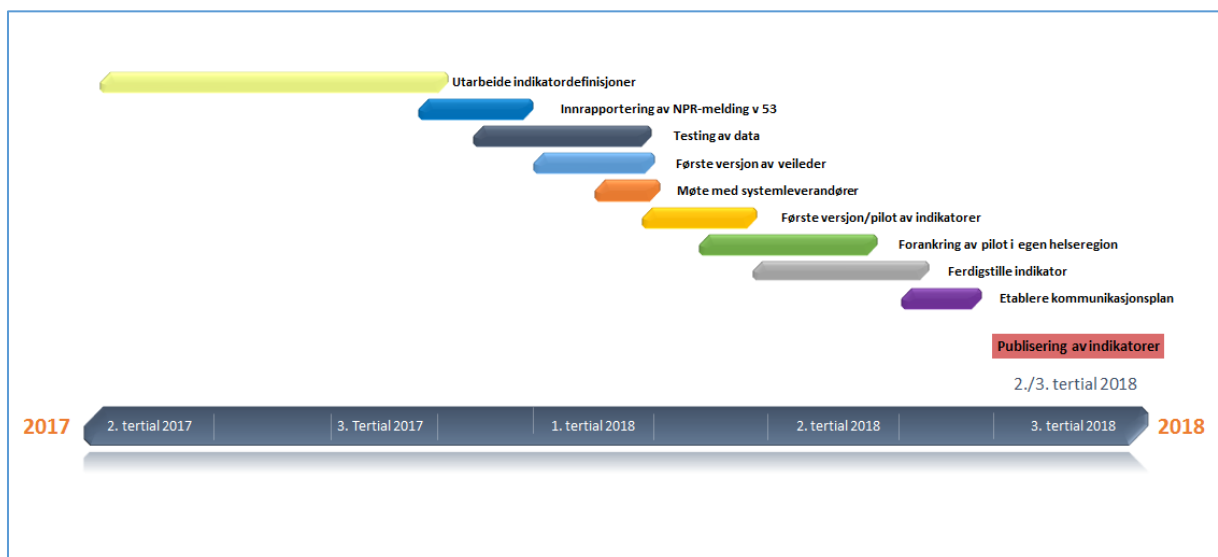 Utarbeide indikatordefinisjoner
Innrapportering av NPR-melding v 53
Testing av data
Første versjon av veileder
Møte med systemleverandører
Første versjon/pilot av indikatorer
Forankring av pilot i egen helseregion
Ferdigstille indikator
Etablere kommunikasjonsplan
Publisering av indikatorer
2./3. tertial 2018
2017 2. tertial 2017 3. Tertial 2017 1. tertial 2018 2. tertial 2018 3. tertial 2018 2018